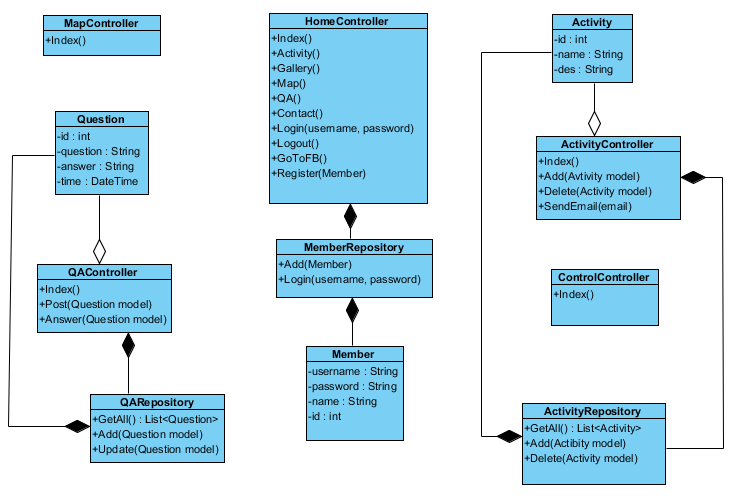 MapController
+Index()
HomeController
+Index()
+Activity()
+Gallery()
+Map()
+QA()
+Contact()
+Login(username, password)
+Logout()
+GoToFB()
+Register(Member)
Activity
-id : int
-name : String
-des : String
Question
-id : int
-question : String
-answer : String
-time : DateTime
ActivityController
+Index()
+Add(Avtivity model)
+Delete(Activity model)
+SendEmail(email)
MemberRepository
+Add(Member)
+Login(username, password)
QAController
+Index()
+Post(Question model)
+Answer(Question model)
ControlController
+Index()
Member
-username : String
-password : String
-name : String
-id : int
QARepository
+GetAll() : List<Question>
+Add(Question model)
+Update(Question model)
ActivityRepository
+GetAll() : List<Activity>
+Add(Actibity model)
+Delete(Activity model)